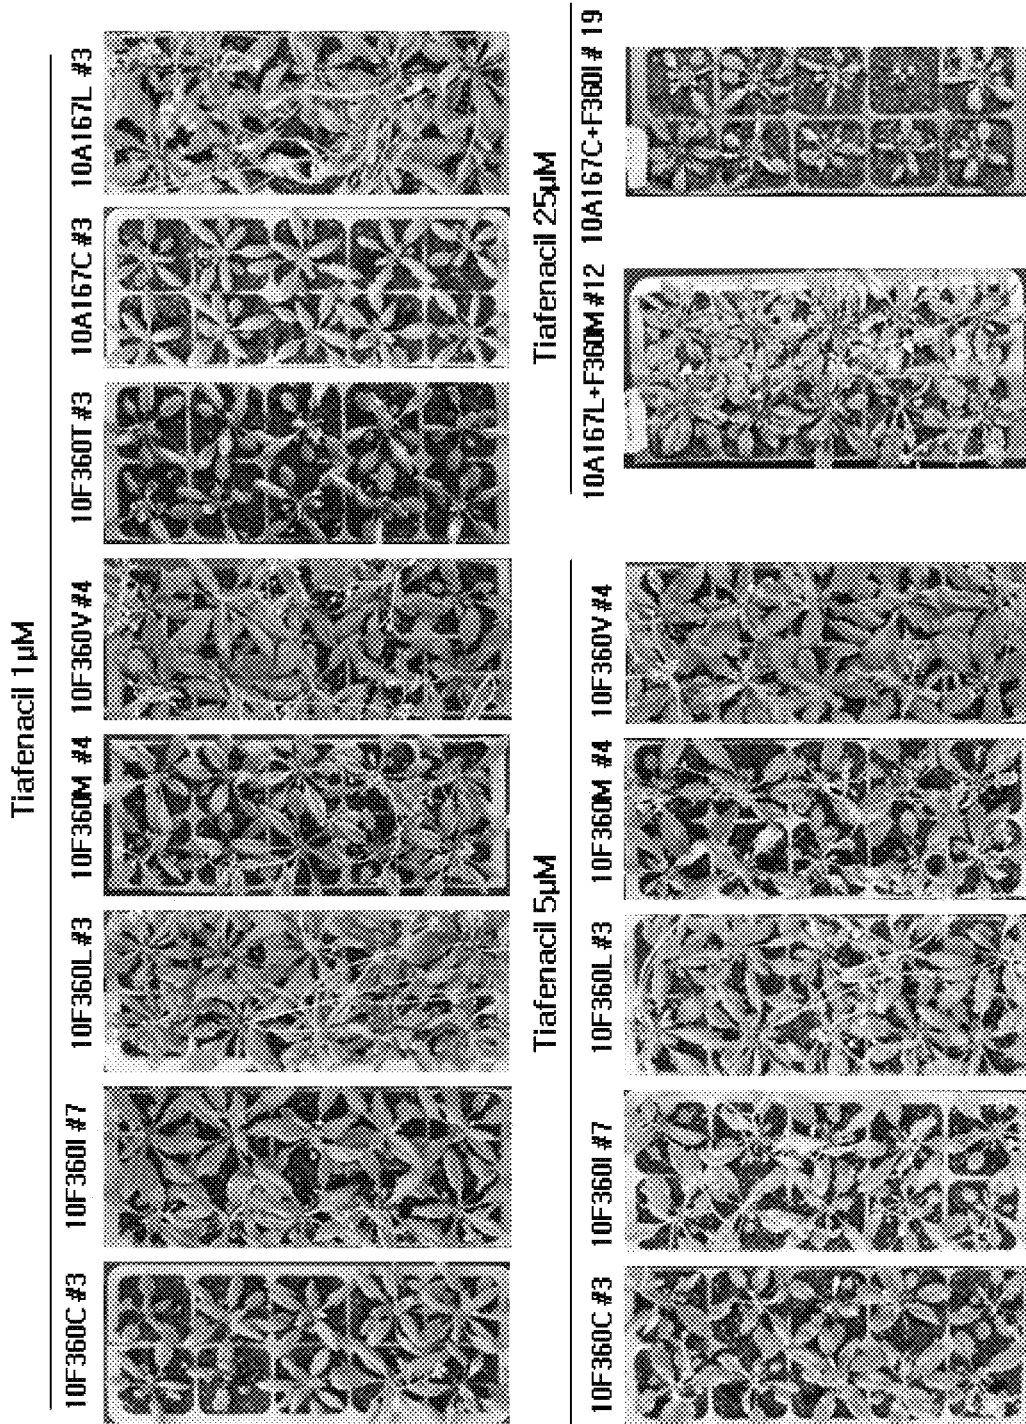 Tiafenacil 1µM
10F360C #3
10F360I #7
10F360L #3
10F360M #4
10F360V #4
10F360T #3
10A167C #3
10A167L #3
Tiafenacil 5µM
Tiafenacil 25µM
10F360C #3
10F360I #7
10F360L #3
10F360M #4
10F360V #4
10A167L+F360M #12
10A167C+F360I # 19